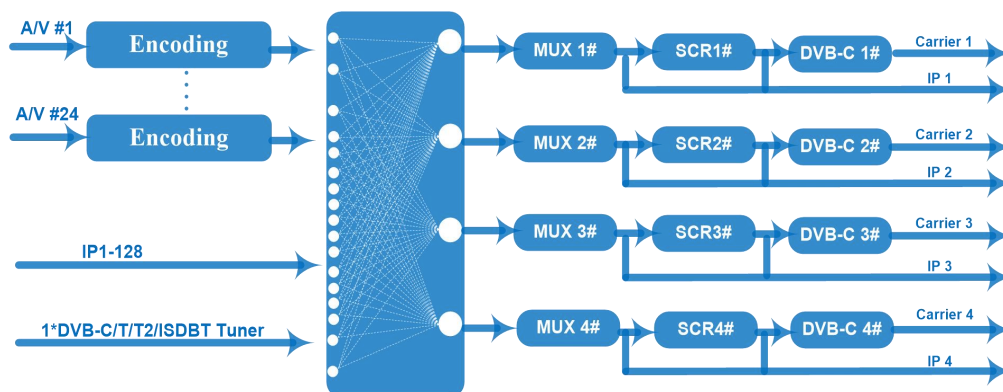 A/V #1
Encoding
A/V #24
Encoding
IP1-128
1*DVB-C/T/T2/ISDBT Tuner
MUX 1#
SCR1#
DVB-C 1#
Carrier 1
IP 1
MUX 2#
SCR2#
DVB-C 2#
Carrier 2
IP 2
MUX 3#
SCR3#
DVB-C 3#
Carrier 3
IP 3
MUX 4#
SCR4#
DVB-C 4#
Carrier 4
IP 4